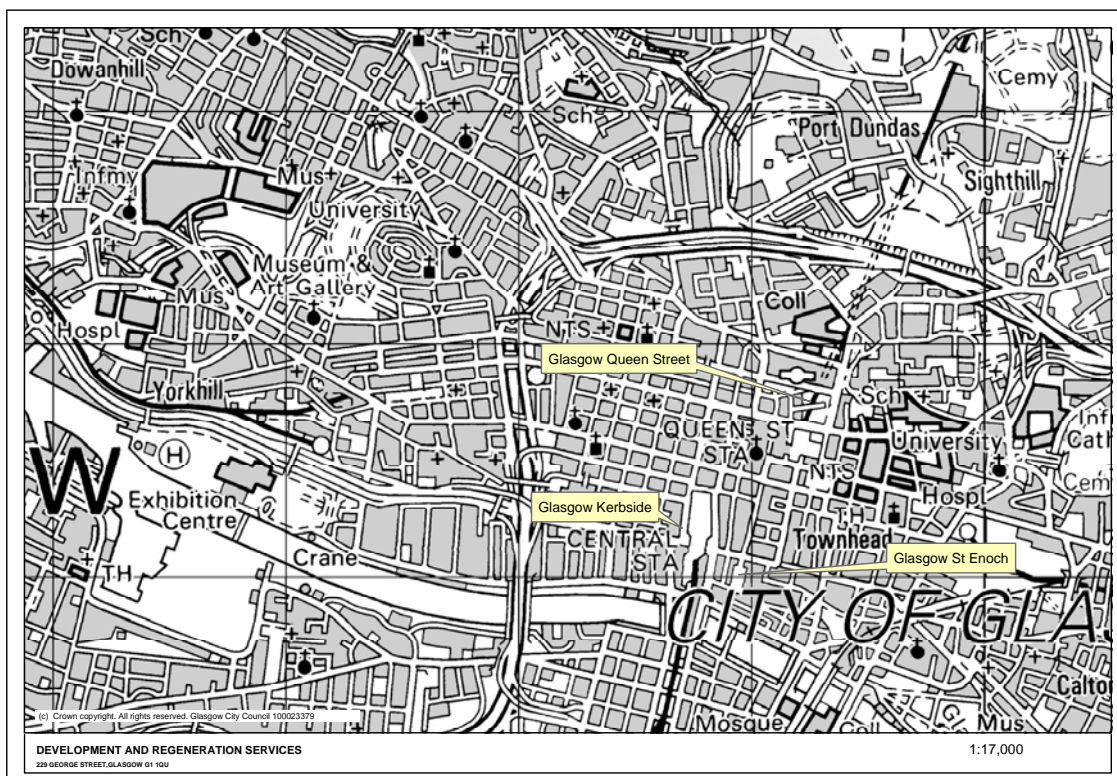 Sch
Dowanhill
Cemy
Sch
Port Dundas
Infmy
Mus
Sighthill
University
Museum &
Art Gallery
Mus
Coll
Hospl
NTS
Glasgow Queen Street
Yorkhill
Sch
Inf
QUEEN ST
STA
University
Cath
H
W
NTS
Cem
Exhibition
Centre
Hospl
Glasgow Kerbside
TH
CENTRAL
STA
Townhead
Crane
Glasgow St Enoch
TH
CITY OF GLA
Calton
Mosque
Coll
Mus
(c) Crown copyright. All rights reserved. Glasgow City Council 100023379
DEVELOPMENT AND REGENERATION SERVICES
1:17,000
229 GEORGE STREET,GLASGOW G1 1QU